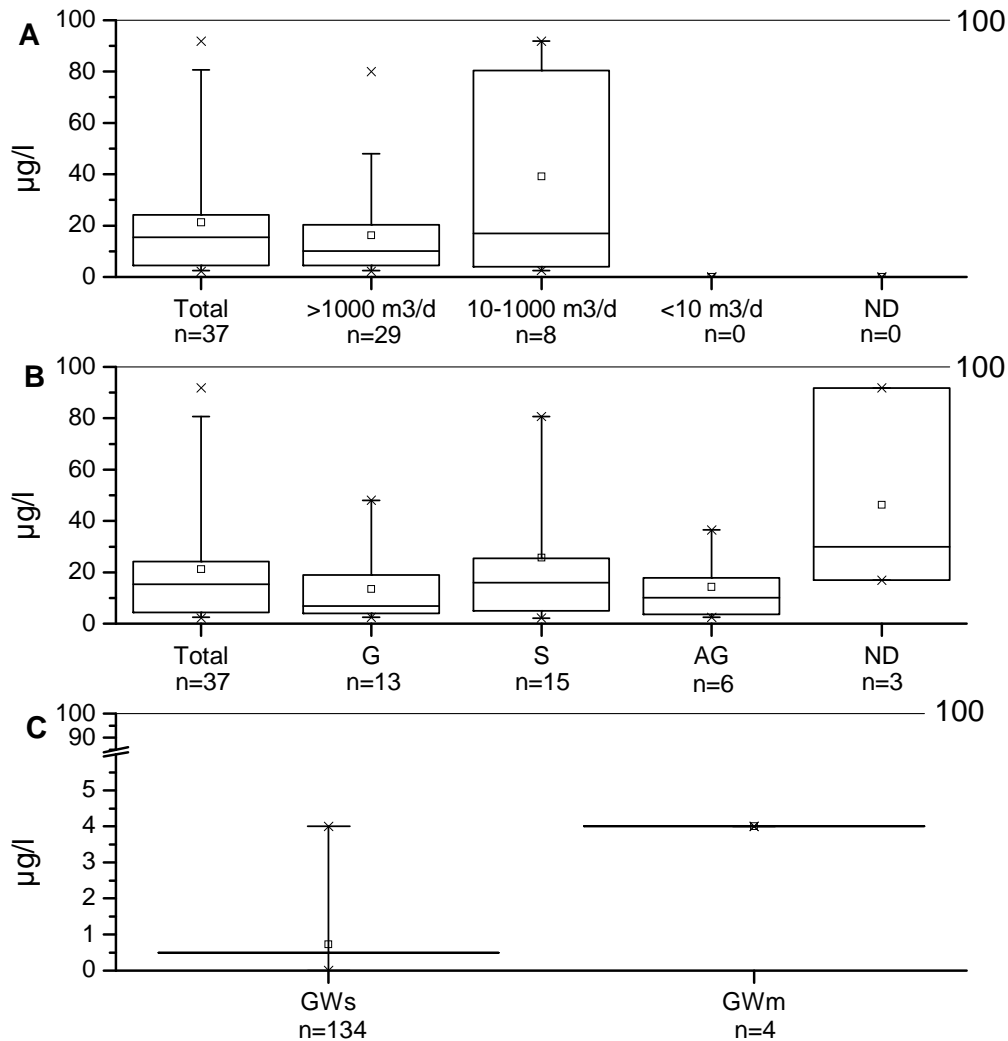 A
100
100
80
60
40
20
0
µg/l
Total
n=37
>1000 m3/d
n=29
10-1000 m3/d
n=8
<10 m3/d
n=0
ND
n=0
B
100
100
80
60
40
20
0
µg/l
Total
n=37
G
n=13
S
n=15
AG
n=6
ND
n=3
C
100
100
90
5
4
3
2
1
0
µg/l
GWs
n=134
GWm
n=4